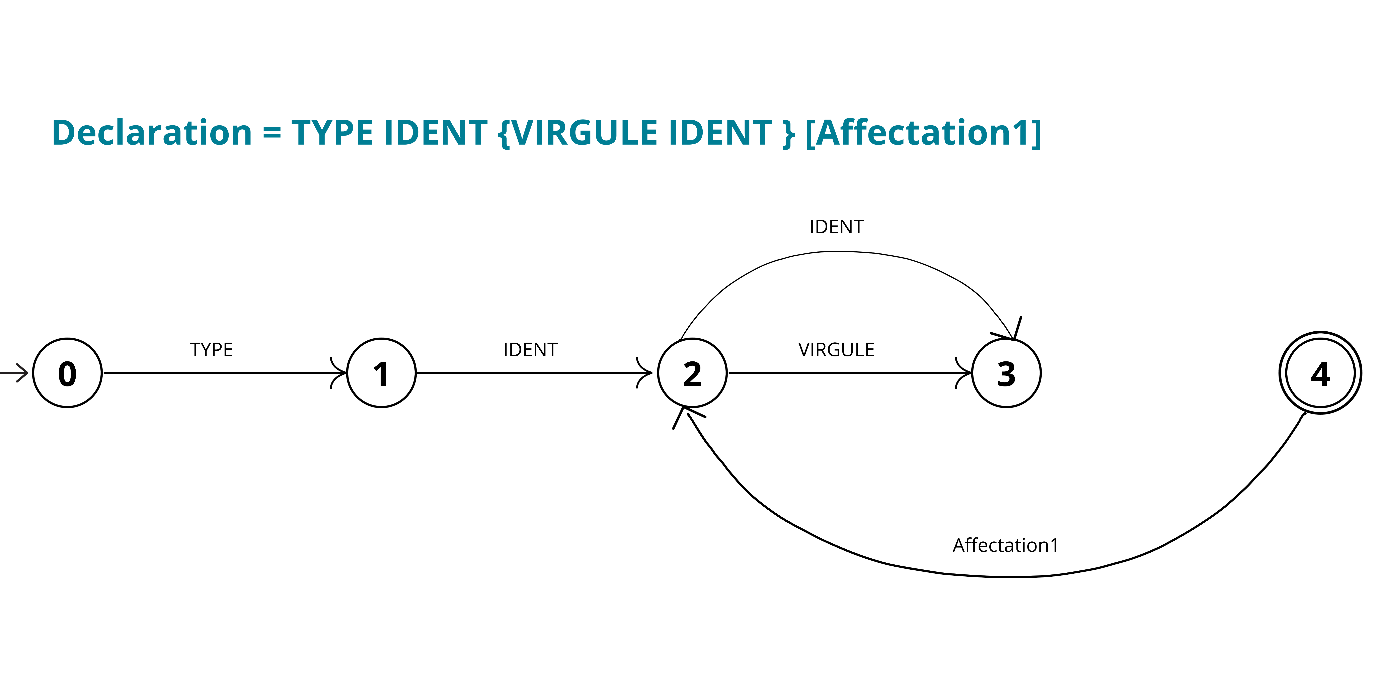 Declaration = TYPE IDENT {VIRGULE IDENT } [Affectation1]
IDENT
TYPE IDENT VIRGULE
0 1 2 3 4
Affectation1